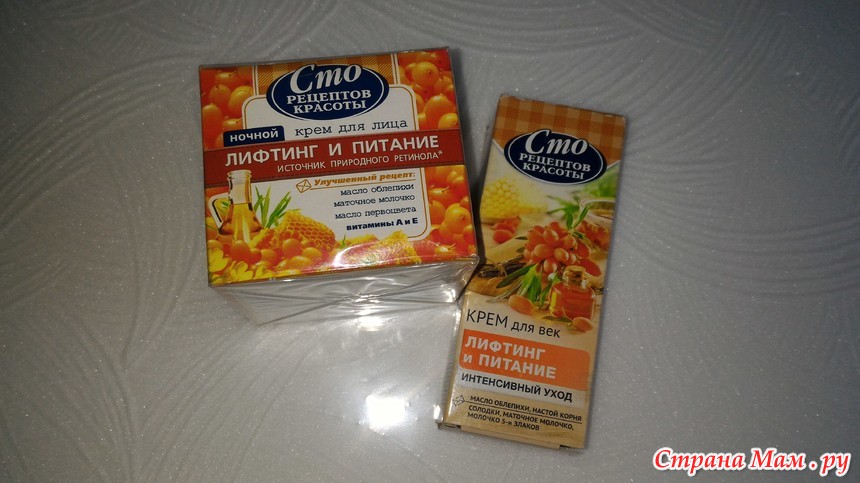 Сто
РЕЦЕПТОВ
КРАСОТЫ
НОЧНОЙ крем для лица
ЛИФТИНГ И ПИТАНИЕ
ИСТОЧНИК ПРИРОДНОГО РЕТИНОЛА*
Улучшенный рецепт:
масло облепихи
маточное молочко
масло первоцвета
витамины А и Е
Сто
РЕЦЕПТОВ
КРАСОТЫ
КРЕМ для век
ЛИФТИНГ
и ПИТАНИЕ
ИНТЕНСИВНЫЙ УХОД
МАСЛО ОБЛЕПИХИ, НАСТОЙ КОРНЯ
СОЛОДКИ, МАТОЧНОЕ МОЛОЧКО,
МОЛОЧКО 3-х ЗЛАКОВ
Страна Мам.ру